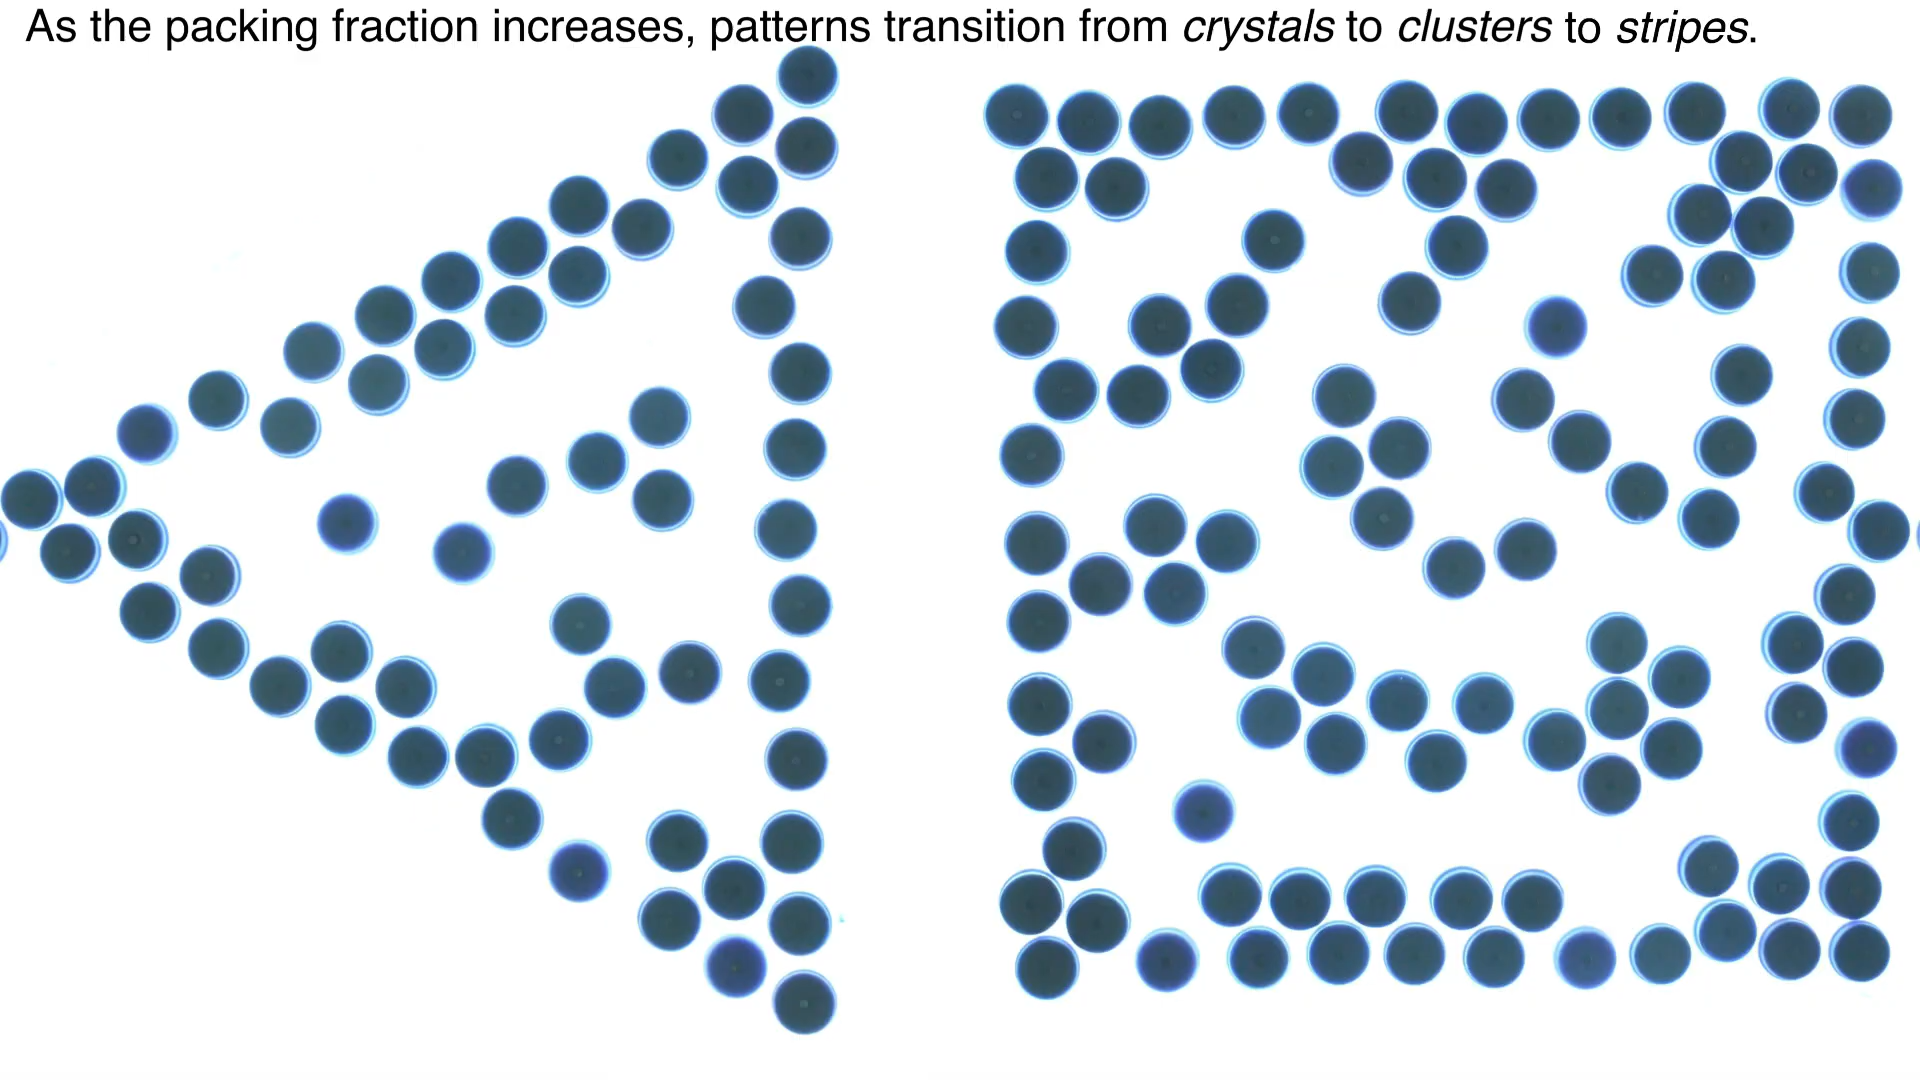 As the packing fraction increases, patterns transition from crystals to clusters to stripes.